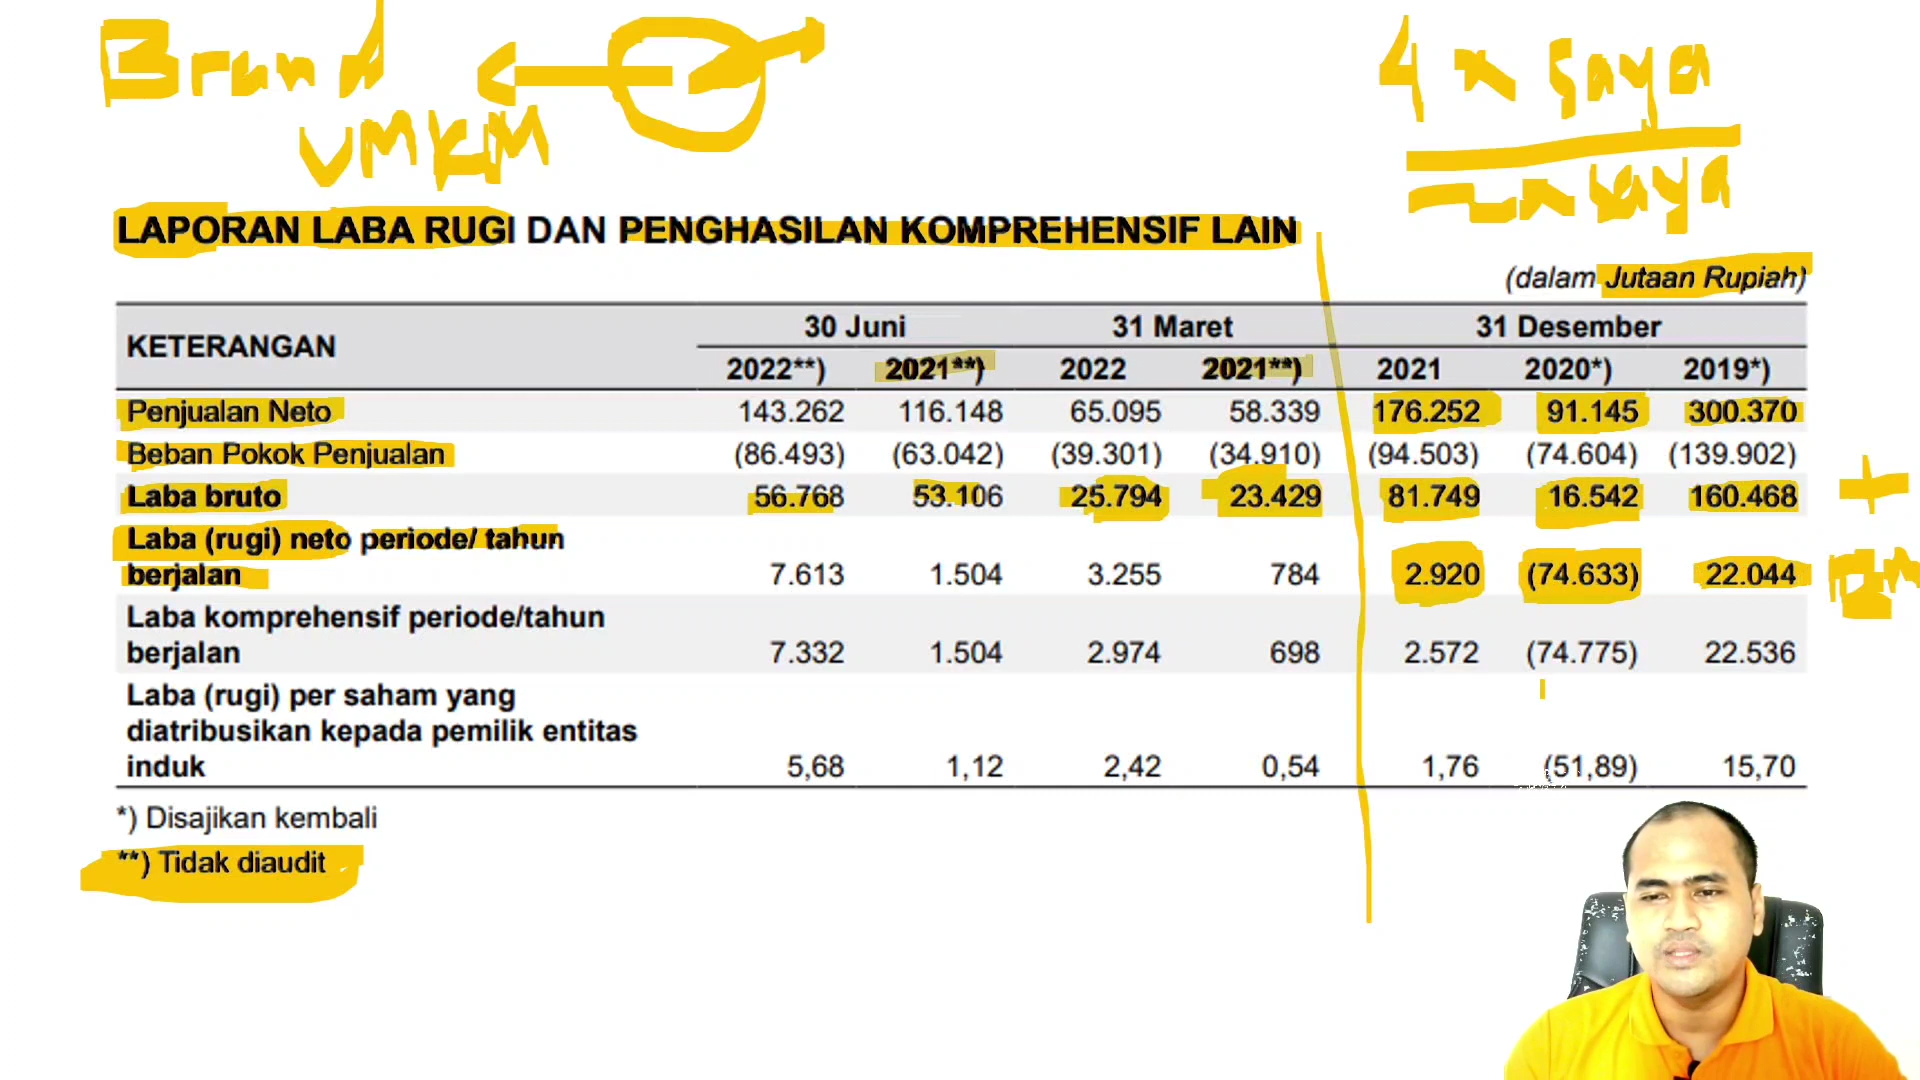 Brand
UMKM
4 x saya
x saya
LAPORAN LABA RUGI DAN PENGHASILAN KOMPREHENSIF LAIN
(dalam Jutaan Rupiah)
KETERANGAN 30 Juni 31 Maret 31 Desember
2022**) 2021**) 2022 2021**) 2021 2020*) 2019*)
Penjualan Neto 143.262 116.148 65.095 58.339 176.252 91.145 300.370
Beban Pokok Penjualan (86.493) (63.042) (39.301) (34.910) (94.503) (74.604) (139.902)
Laba bruto 56.768 53.106 25.794 23.429 81.749 16.542 160.468
Laba (rugi) neto periode/ tahun
berjalan 7.613 1.504 3.255 784 2.920 (74.633) 22.044
Laba komprehensif periode/tahun
berjalan 7.332 1.504 2.974 698 2.572 (74.775) 22.536
Laba (rugi) per saham yang
diatribusikan kepada pemilik entitas
induk 5,68 1,12 2,42 0,54 1,76 (51,89) 15,70
*) Disajikan kembali
**) Tidak diaudit